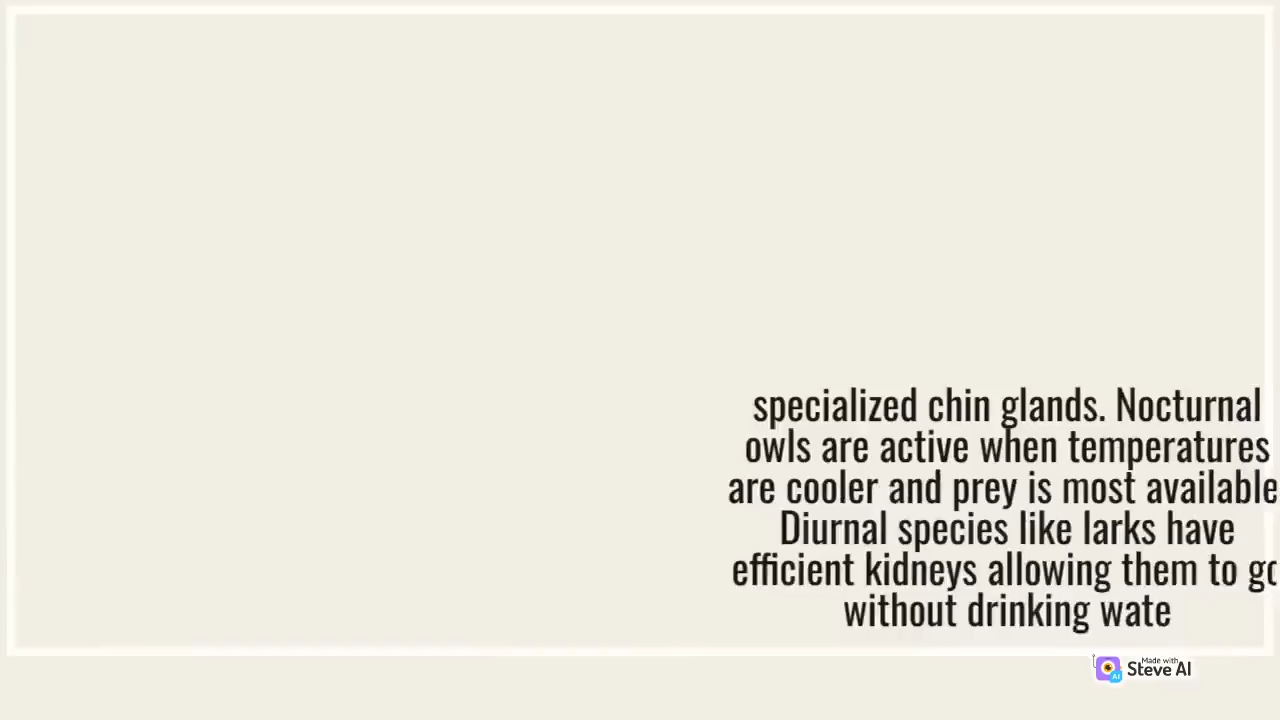 specialized chin glands. Nocturnal
owls are active when temperatures
are cooler and prey is most available
Diurnal species like larks have
efficient kidneys allowing them to go
without drinking wate
Made with
Steve AI
AI